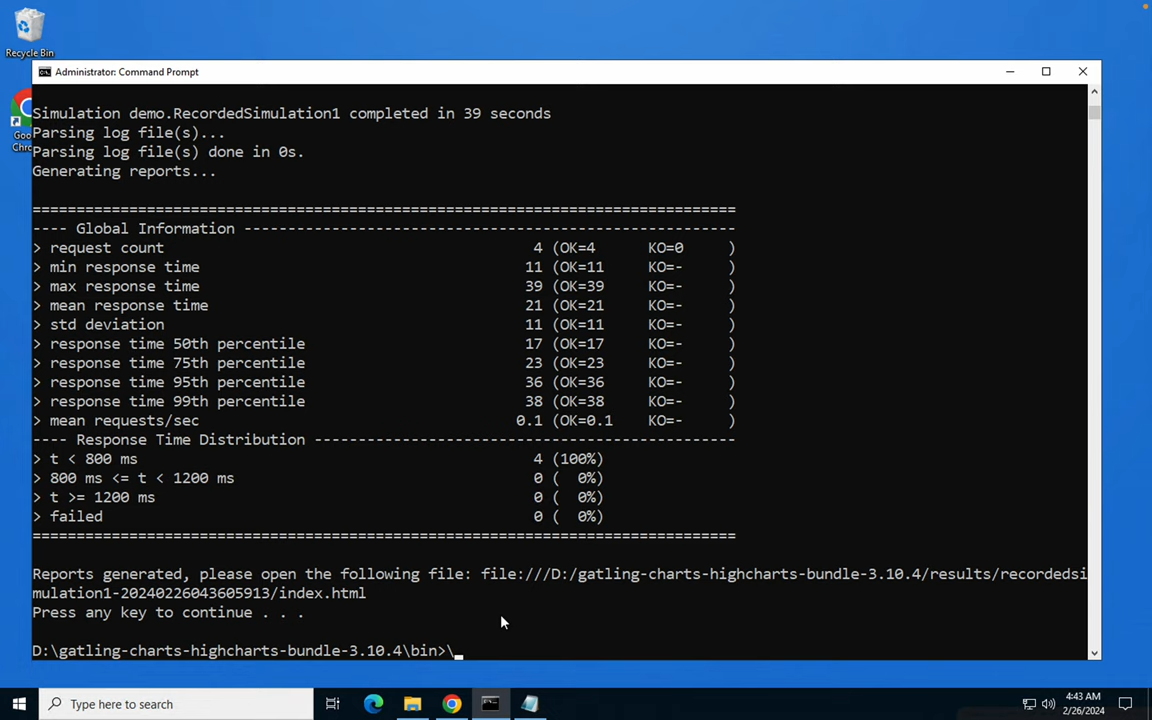 Recycle Bin
Administrator: Command Prompt
Goo
Chro
Simulation demo.RecordedSimulation1 completed in 39 seconds
Parsing log file(s)...
Parsing log file(s) done in 0s.
Generating reports...
================================================================================
---- Global Information --------------------------------------------------------
> request count                                          4 (OK=4      KO=0     )
> min response time                                     11 (OK=11     KO=-     )
> max response time                                     39 (OK=39     KO=-     )
> mean response time                                    21 (OK=21     KO=-     )
> std deviation                                         11 (OK=11     KO=-     )
> response time 50th percentile                         17 (OK=17     KO=-     )
> response time 75th percentile                         23 (OK=23     KO=-     )
> response time 95th percentile                         36 (OK=36     KO=-     )
> response time 99th percentile                         38 (OK=38     KO=-     )
> mean requests/sec                                    0.1 (OK=0.1    KO=-     )
---- Response Time Distribution ------------------------------------------------
> t < 800 ms                                             4 (100%)
> 800 ms <= t < 1200 ms                                  0 (  0%)
> t >= 1200 ms                                           0 (  0%)
> failed                                                 0 (  0%)
================================================================================
Reports generated, please open the following file: file:///D:/gatling-charts-highcharts-bundle-3.10.4/results/recordedsi
mulation1-20240226043605913/index.html
Press any key to continue . . .
D:\gatling-charts-highcharts-bundle-3.10.4\bin>\_
Type here to search
4:43 AM
2/26/2024